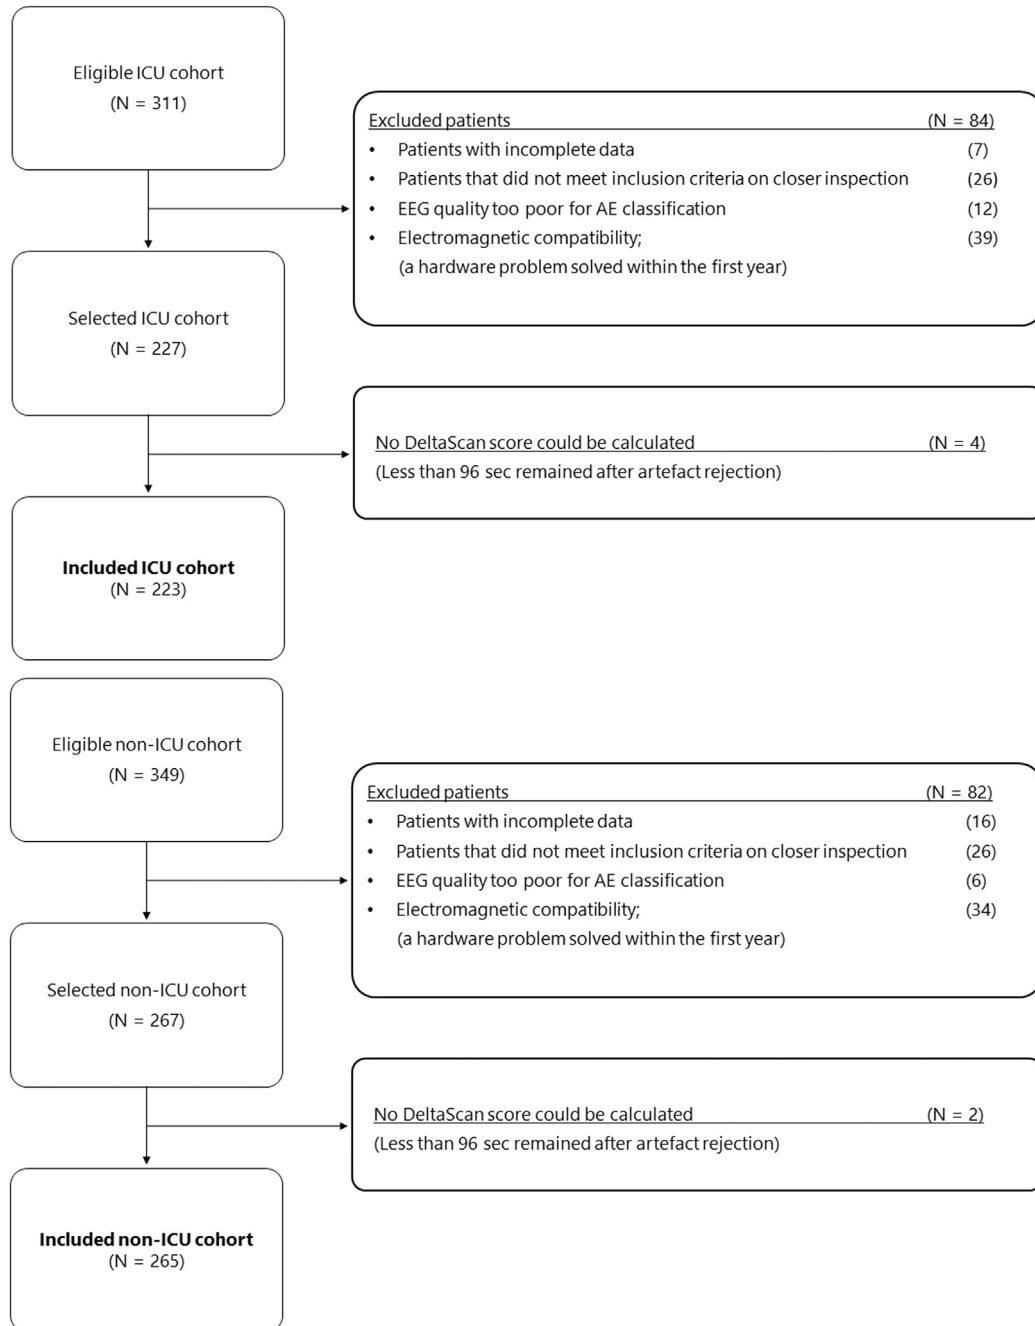 Eligible ICU cohort
(N = 311)
Excluded patients (N = 84)
• Patients with incomplete data (7)
• Patients that did not meet inclusion criteria on closer inspection (26)
• EEG quality too poor for AE classification (12)
• Electromagnetic compatibility; (39)
(a hardware problem solved within the first year)
Selected ICU cohort
(N = 227)
No DeltaScan score could be calculated (N = 4)
(Less than 96 sec remained after artefact rejection)
Included ICU cohort
(N = 223)
Eligible non-ICU cohort
(N = 349)
Excluded patients (N = 82)
• Patients with incomplete data (16)
• Patients that did not meet inclusion criteria on closer inspection (26)
• EEG quality too poor for AE classification (6)
• Electromagnetic compatibility; (34)
(a hardware problem solved within the first year)
Selected non-ICU cohort
(N = 267)
No DeltaScan score could be calculated (N = 2)
(Less than 96 sec remained after artefact rejection)
Included non-ICU cohort
(N = 265)